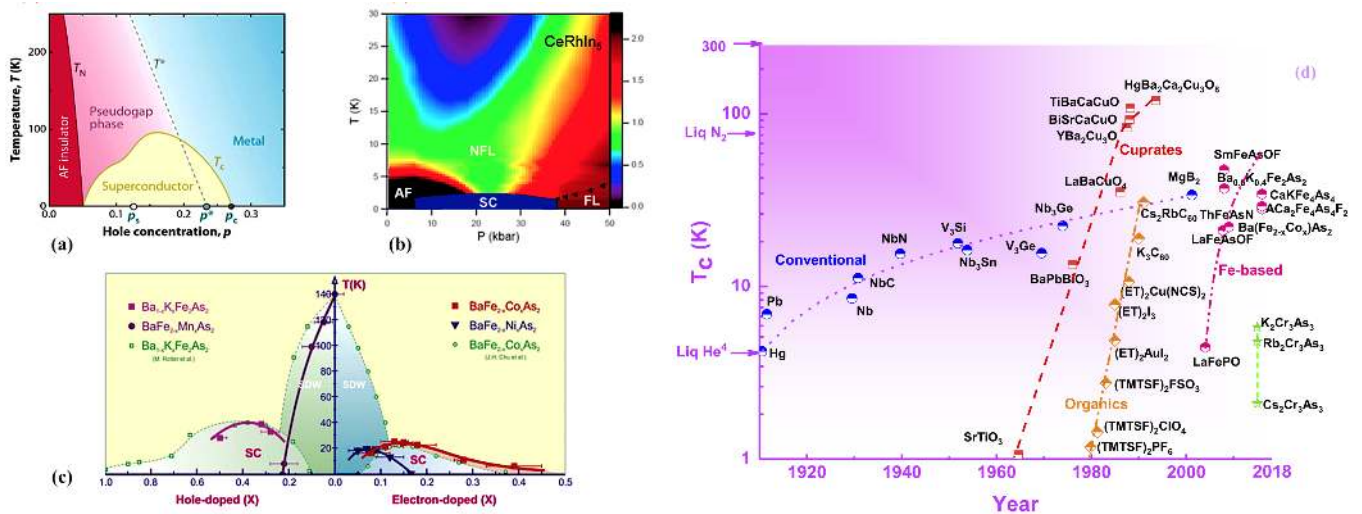 250
200
150
100
50
0
Temperature, T (K)
T_N
T*
Pseudogap
phase
Metal
AF insulator
T_c
Superconductor
0.1
0.2
0.3
p_s
p*
p_c
Hole concentration, p
(a)
30
25
20
15
10
5
0
T (K)
CeRhIn₅
NFL
AF
SC
FL
0
10
20
30
40
50
P (kbar)
2.0
1.5
1.0
0.5
0.0
(b)
T(K)
140
120
100
80
60
40
20
Ba₁₋ₓKₓFe₂As₂
BaFe₂₋ₓMnₓAs₂
Ba₁₋ₓKₓFe₂As₂
BaFe₂₋ₓCoₓAs₂
BaFe₂₋ₓNiₓAs₂
BaFe₂₋ₓCoₓAs₂
SDW
SDW
SC
SC
1.0
0.8
0.6
0.4
0.2
0.0
0.1
0.2
0.3
0.4
0.5
Hole-doped (X)
Electron-doped (X)
(c)
300
100
Liq N₂
10
Liq He⁴
1
T_C (K)
(d)
HgBa₂Ca₂Cu₃O₈
TiBaCaCuO
BiSrCaCuO
YBa₂Cu₃O
Cuprates
SmFeAsOF
LaBaCuO₄
MgB₂
Ba₀.₆K₀.₄Fe₂As₂
CaKFe₄As₄
Cs₂RbC₆₀
ThFeAsN
ACa₂Fe₄As₄F₂
Nb₃Ge
Ba(Fe₂₋ₓCoₓ)As₂
V₃Si
NbN
V₃Ge
LaFeAsOF
Nb₃Sn
K₃C₆₀
Conventional
NbC
BaPbBiO₃
Fe-based
Pb
Nb
(ET)₂Cu(NCS)₂
(ET)₂I₃
Hg
K₂Cr₃As₃
Rb₂Cr₃As₃
(ET)₂AuI₂
LaFePO
(TMTSF)₂FSO₃
Organics
Cs₂Cr₃As₃
SrTiO₃
(TMTSF)₂ClO₄
(TMTSF)₂PF₆
1920
1940
1960
1980
2000
2018
Year